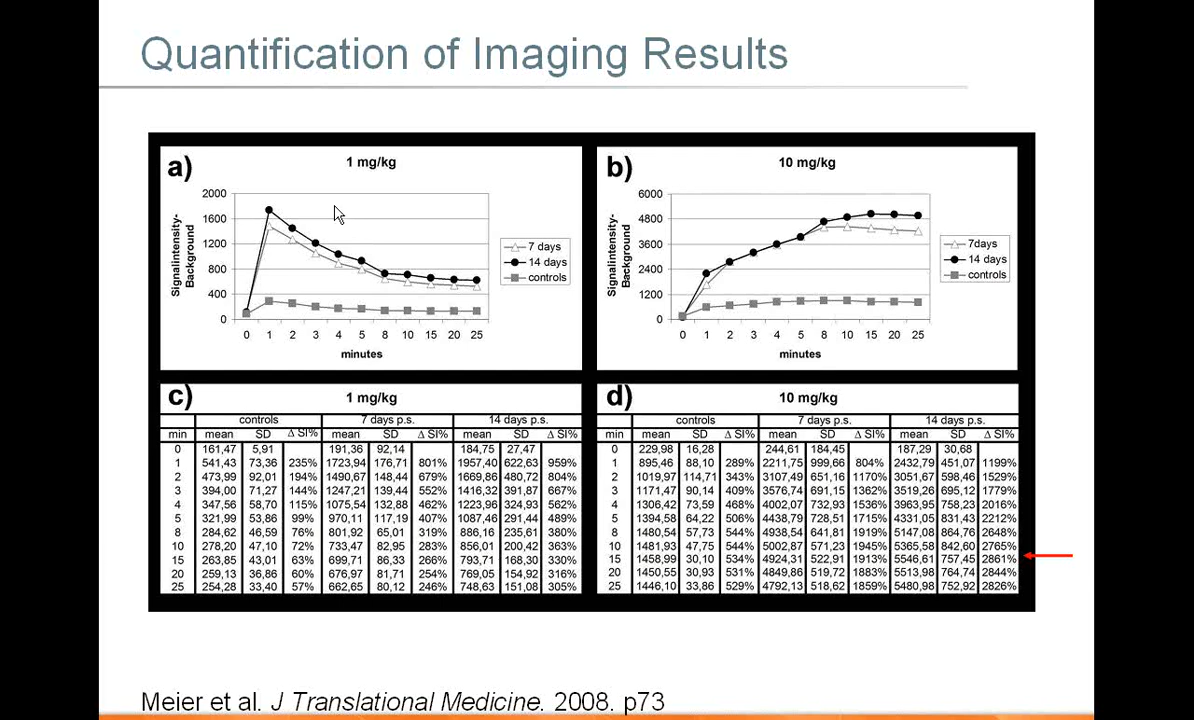 Quantification of Imaging Results
a)
1 mg/kg
Signalintensity-
Background
2000
1600
1200
800
400
0
0 1 2 3 4 5 8 10 15 20 25
minutes
7 days
14 days
controls
b)
10 mg/kg
Signalintensity-
Background
6000
4800
3600
2400
1200
0
0 1 2 3 4 5 8 10 15 20 25
minutes
7days
14 days
controls
c)
1 mg/kg
controls 7 days p.s. 14 days p.s.
min mean SD Δ SI% mean SD Δ SI% mean SD Δ SI%
0 161,47 5,91 191,36 92,14 184,75 27,47
1 541,43 73,36 235% 1723,94 176,71 801% 1957,40 622,63 959%
2 473,99 92,01 194% 1490,67 148,44 679% 1669,86 480,72 804%
3 394,00 71,27 144% 1247,21 139,44 552% 1416,32 391,87 667%
4 347,56 58,70 115% 1075,54 132,88 462% 1223,96 324,93 562%
5 321,99 53,86 99% 970,11 117,19 407% 1087,46 291,44 489%
8 284,62 46,59 76% 801,92 65,01 319% 886,16 235,61 380%
10 278,20 47,10 72% 733,47 82,95 283% 856,01 200,42 363%
15 263,85 43,01 63% 699,71 86,33 266% 793,71 168,30 330%
20 259,13 36,86 60% 676,97 81,71 254% 769,05 154,92 316%
25 254,28 33,40 57% 662,65 80,12 246% 748,63 151,08 305%
d)
10 mg/kg
controls 7 days p.s. 14 days p.s.
min mean SD Δ SI% mean SD Δ SI% mean SD Δ SI%
0 229,98 16,28 244,61 184,45 187,29 30,68
1 895,46 88,10 289% 2211,75 999,66 804% 2432,79 451,07 1199%
2 1019,97 114,71 343% 3107,49 651,16 1170% 3051,67 598,46 1529%
3 1171,47 90,14 409% 3576,74 691,15 1362% 3519,26 695,12 1779%
4 1306,42 73,59 468% 4002,07 732,93 1536% 3963,95 758,23 2016%
5 1394,58 64,22 506% 4438,79 728,51 1715% 4331,05 831,43 2212%
8 1480,54 57,73 544% 4938,54 641,81 1919% 5147,08 864,76 2648%
10 1481,93 47,75 544% 5002,87 571,23 1945% 5365,58 842,60 2765%
15 1458,99 30,10 534% 4924,31 522,91 1913% 5546,61 757,45 2861%
20 1450,55 30,93 531% 4849,86 519,72 1883% 5513,98 764,74 2844%
25 1446,10 33,86 529% 4792,13 518,62 1859% 5480,98 752,92 2826%
Meier et al. J Translational Medicine. 2008. p73